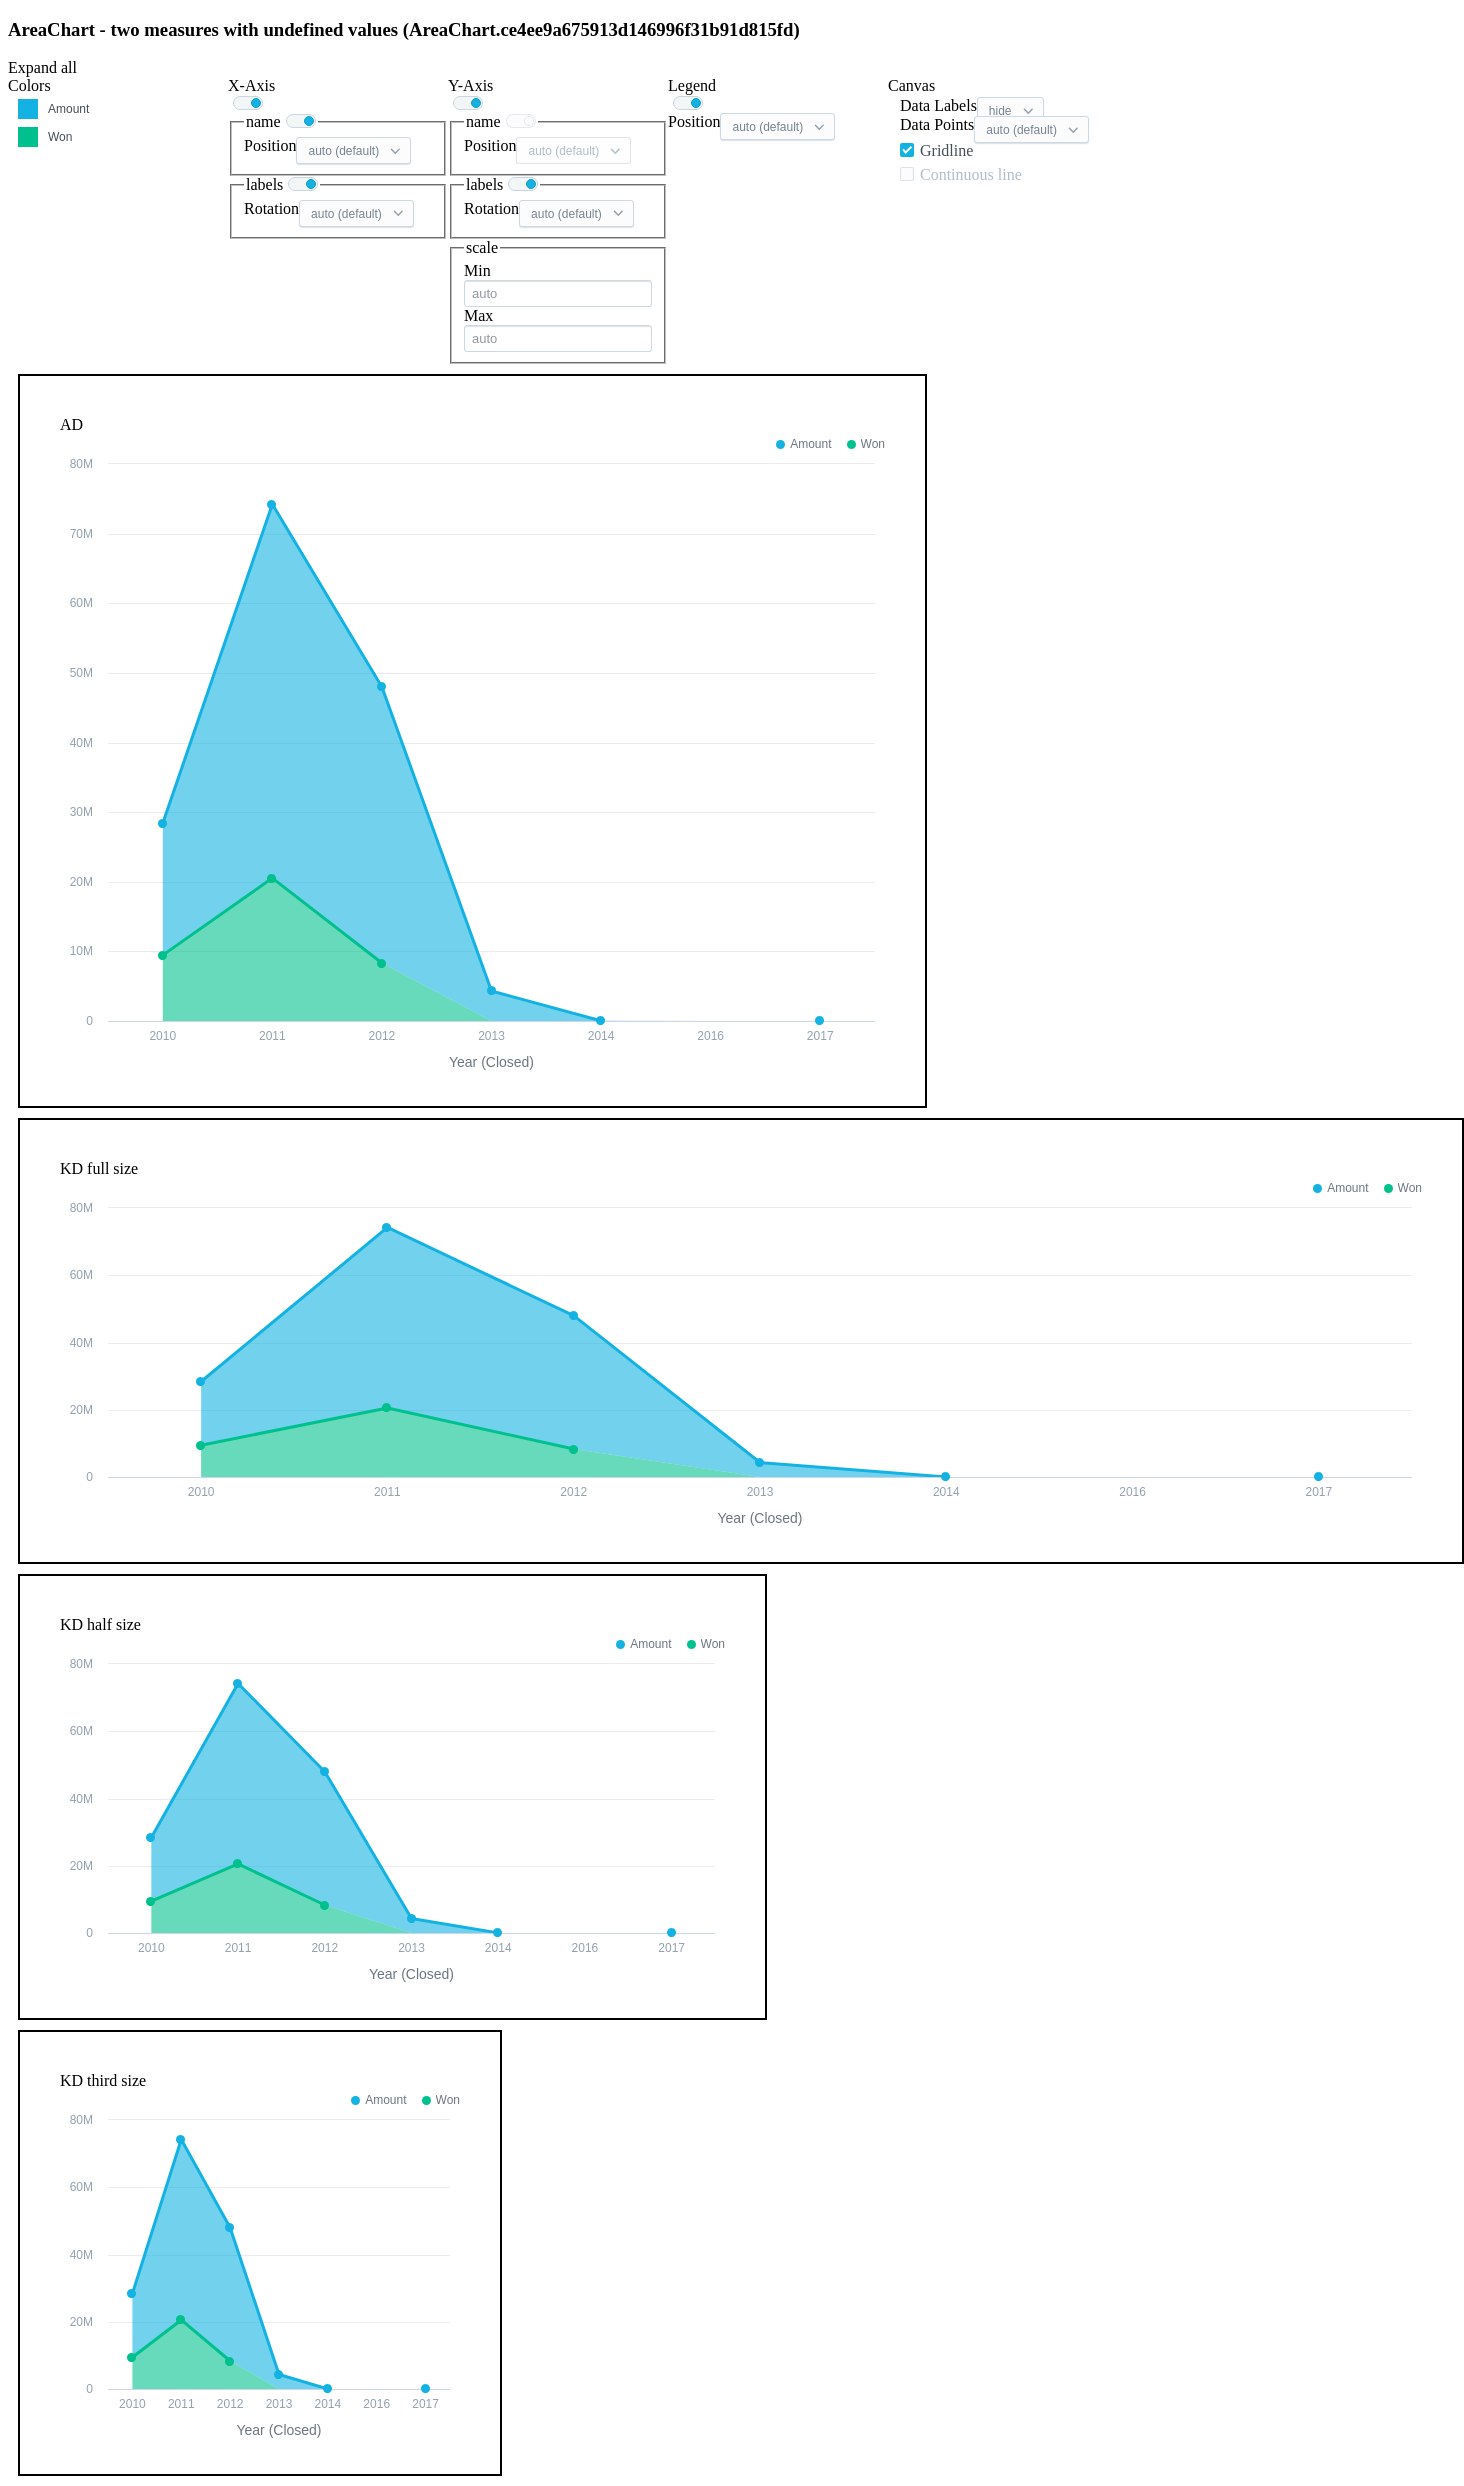 AreaChart - two measures with undefined values (AreaChart.ce4ee9a675913d146996f31b91d815fd)
Expand all
Colors
Amount
Won
X-Axis
name
Position auto (default)
labels
Rotation auto (default)
Y-Axis
name
Position auto (default)
labels
Rotation auto (default)
scale
Min
auto
Max
auto
Legend
Position auto (default)
Canvas
Data Labels hide
Data Points auto (default)
Gridline
Continuous line
AD
Amount Won
80M
70M
60M
50M
40M
30M
20M
10M
0
2010 2011 2012 2013 2014 2016 2017
Year (Closed)
KD full size
Amount Won
80M
60M
40M
20M
0
2010 2011 2012 2013 2014 2016 2017
Year (Closed)
KD half size
Amount Won
80M
60M
40M
20M
0
2010 2011 2012 2013 2014 2016 2017
Year (Closed)
KD third size
Amount Won
80M
60M
40M
20M
0
2010 2011 2012 2013 2014 2016 2017
Year (Closed)